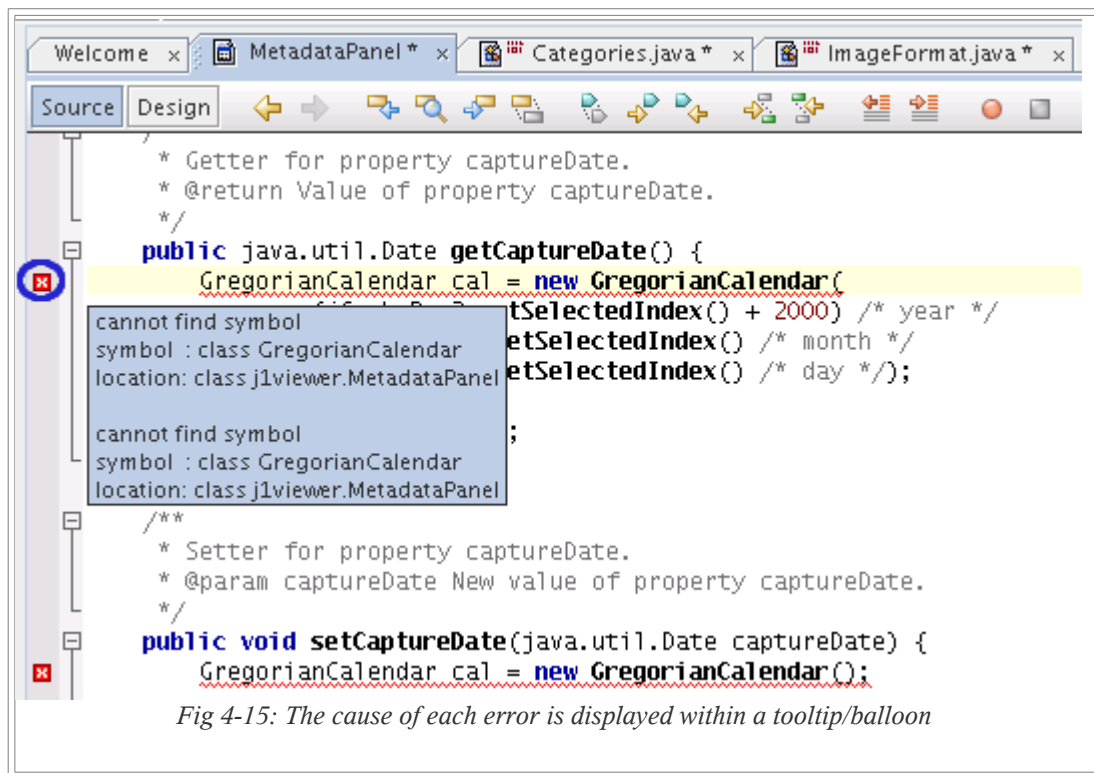 Welcome x MetadataPanel * x Categories.java * x ImageFormat.java * x
Source Design
* Getter for property captureDate.
* @return Value of property captureDate.
*/
public java.util.Date getCaptureDate() {
GregorianCalendar cal = new GregorianCalendar(
tSelectedIndex() + 2000) /* year */
etSelectedIndex() /* month */
etSelectedIndex() /* day */);
;
cannot find symbol
symbol : class GregorianCalendar
location: class j1viewer.MetadataPanel
cannot find symbol
symbol : class GregorianCalendar
location: class j1viewer.MetadataPanel
/**
* Setter for property captureDate.
* @param captureDate New value of property captureDate.
*/
public void setCaptureDate(java.util.Date captureDate) {
GregorianCalendar cal = new GregorianCalendar();
Fig 4-15: The cause of each error is displayed within a tooltip/balloon